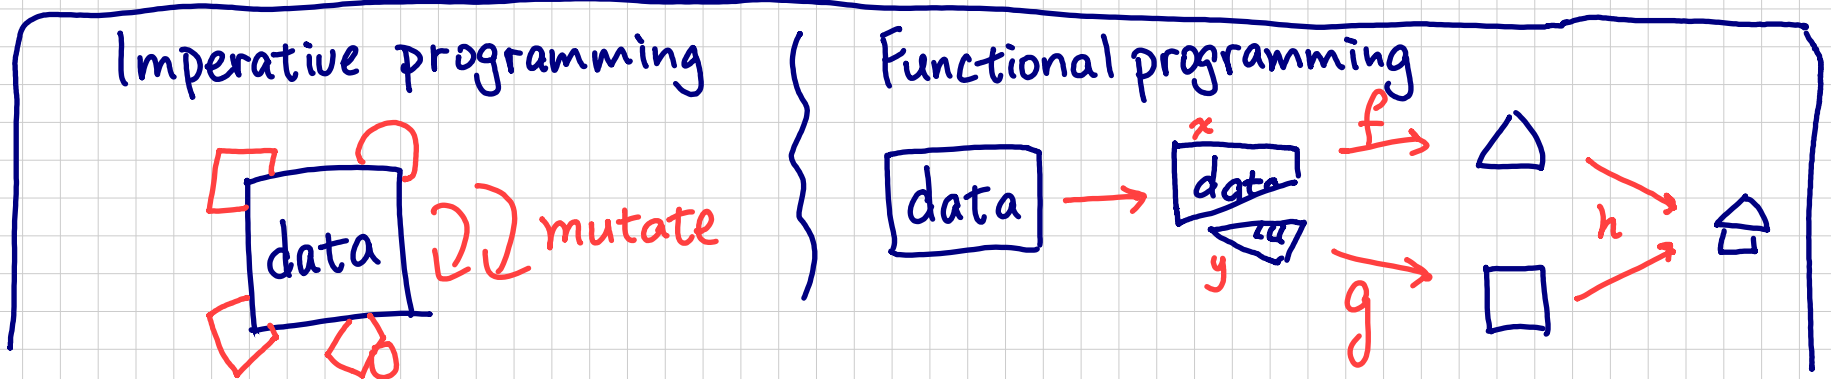 Imperative programming
data
mutate
Functional programming
data
x
data
y
f
g
h